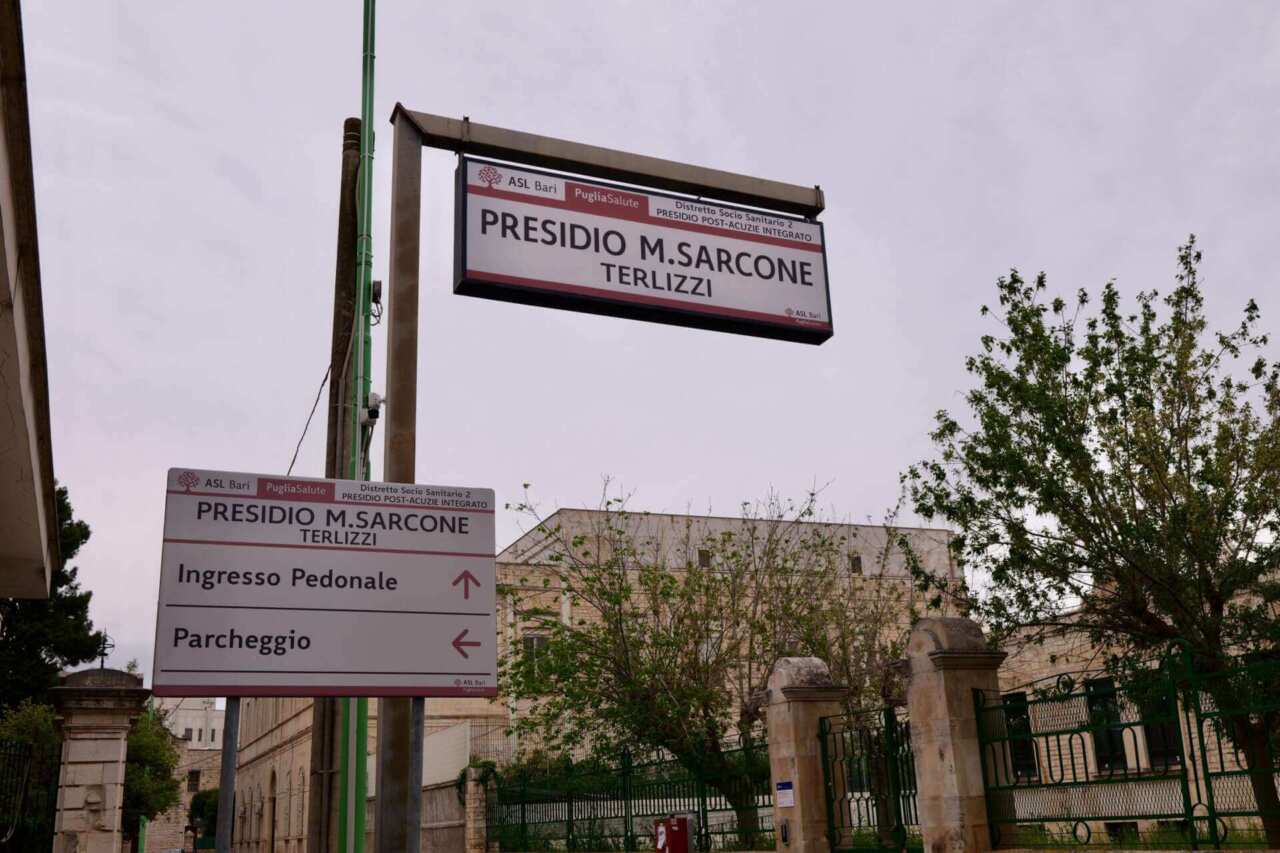 ASL Bari PugliaSalute Distretto Socio Sanitario 2
PRESIDIO POST-ACUZIE INTEGRATO
PRESIDIO M.SARCONE
TERLIZZI
ASL Bari
ASL Bari PugliaSalute Distretto Socio Sanitario 2
PRESIDIO POST-ACUZIE INTEGRATO
PRESIDIO M.SARCONE
TERLIZZI
Ingresso Pedonale
Parcheggio
ASL Bari